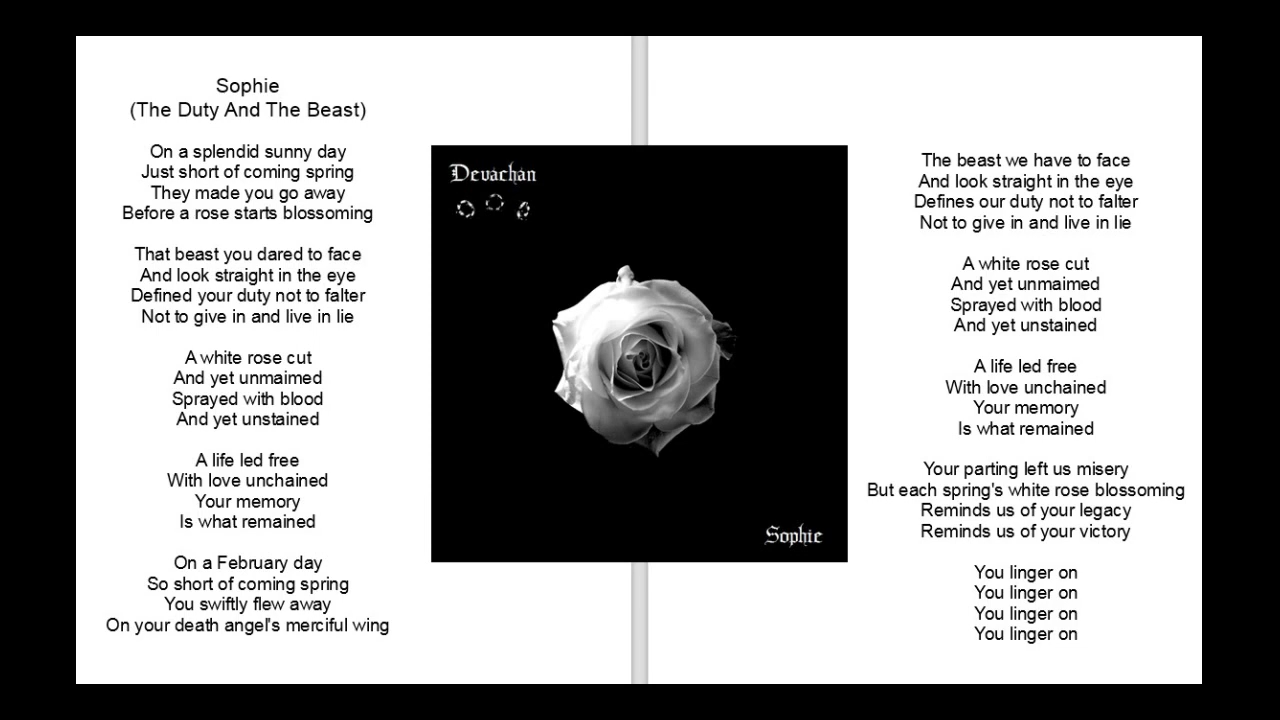 Sophie
(The Duty And The Beast)
On a splendid sunny day
Just short of coming spring
They made you go away
Before a rose starts blossoming
That beast you dared to face
And look straight in the eye
Defined your duty not to falter
Not to give in and live in lie
A white rose cut
And yet unmaimed
Sprayed with blood
And yet unstained
A life led free
With love unchained
Your memory
Is what remained
On a February day
So short of coming spring
You swiftly flew away
On your death angel's merciful wing
Devachan
Sophie
The beast we have to face
And look straight in the eye
Defines our duty not to falter
Not to give in and live in lie
A white rose cut
And yet unmaimed
Sprayed with blood
And yet unstained
A life led free
With love unchained
Your memory
Is what remained
Your parting left us misery
But each spring's white rose blossoming
Reminds us of your legacy
Reminds us of your victory
You linger on
You linger on
You linger on
You linger on